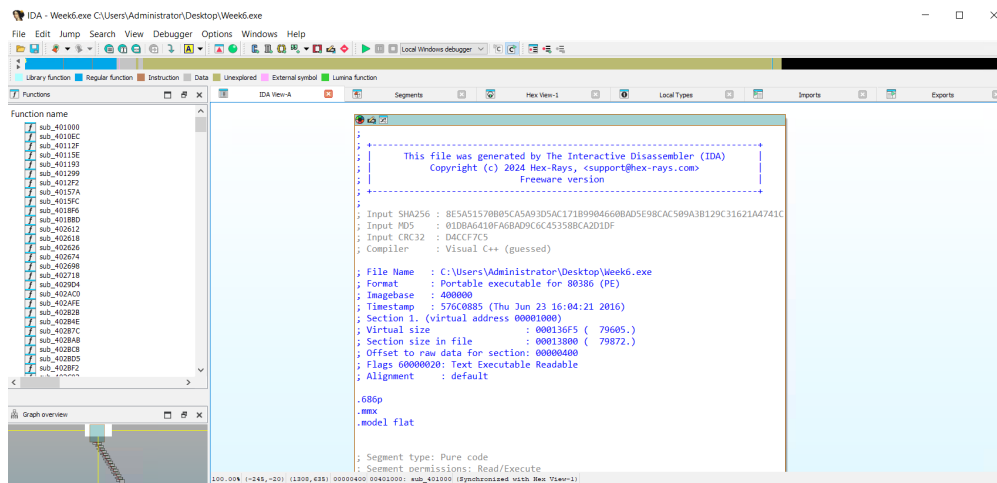 IDA - Week6.exe C:\Users\Administrator\Desktop\Week6.exe
File Edit Jump Search View Debugger Options Windows Help
Local Windows debugger
Library function Regular function Instruction Data Unexplored External symbol Lumina function
Functions
IDA View-A Segments Hex View-1 Local Types Imports Exports
Function name
sub_401000
sub_4010EC
sub_40112F
sub_40115E
sub_401193
sub_401299
sub_4012F2
sub_40157A
sub_4015FC
sub_4018F6
sub_401BBD
sub_402612
sub_402618
sub_402626
sub_402674
sub_402698
sub_402718
sub_4029D4
sub_402AC0
sub_402AFE
sub_402B2B
sub_402B4E
sub_402B7C
sub_402BAB
sub_402BC8
sub_402BD5
sub_402BF2
Graph overview
;
; +-------------------------------------------------------------------------+
; | This file was generated by The Interactive Disassembler (IDA) |
; | Copyright (c) 2024 Hex-Rays, <support@hex-rays.com> |
; | Freeware version |
; +-------------------------------------------------------------------------+
;
; Input SHA256 : 8E5A51570B05CA5A93D5AC171B9904660BAD5E98CAC509A3B129C31621A4741C
; Input MD5 : 01DBA6410FA6BAD9C6C45358BCA2D1DF
; Input CRC32 : D4CCF7C5
; Compiler : Visual C++ (guessed)
; File Name : C:\Users\Administrator\Desktop\Week6.exe
; Format : Portable executable for 80386 (PE)
; Imagebase : 400000
; Timestamp : 576C0885 (Thu Jun 23 16:04:21 2016)
; Section 1. (virtual address 00001000)
; Virtual size : 000136F5 ( 79605.)
; Section size in file : 00013800 ( 79872.)
; Offset to raw data for section: 00000400
; Flags 60000020: Text Executable Readable
; Alignment : default
.686p
.mmx
.model flat
; Segment type: Pure code
; Segment permissions: Read/Execute
100.00% (-245,-20) (1308,635) 00000400 00401000: sub_401000 (Synchronized with Hex View-1)